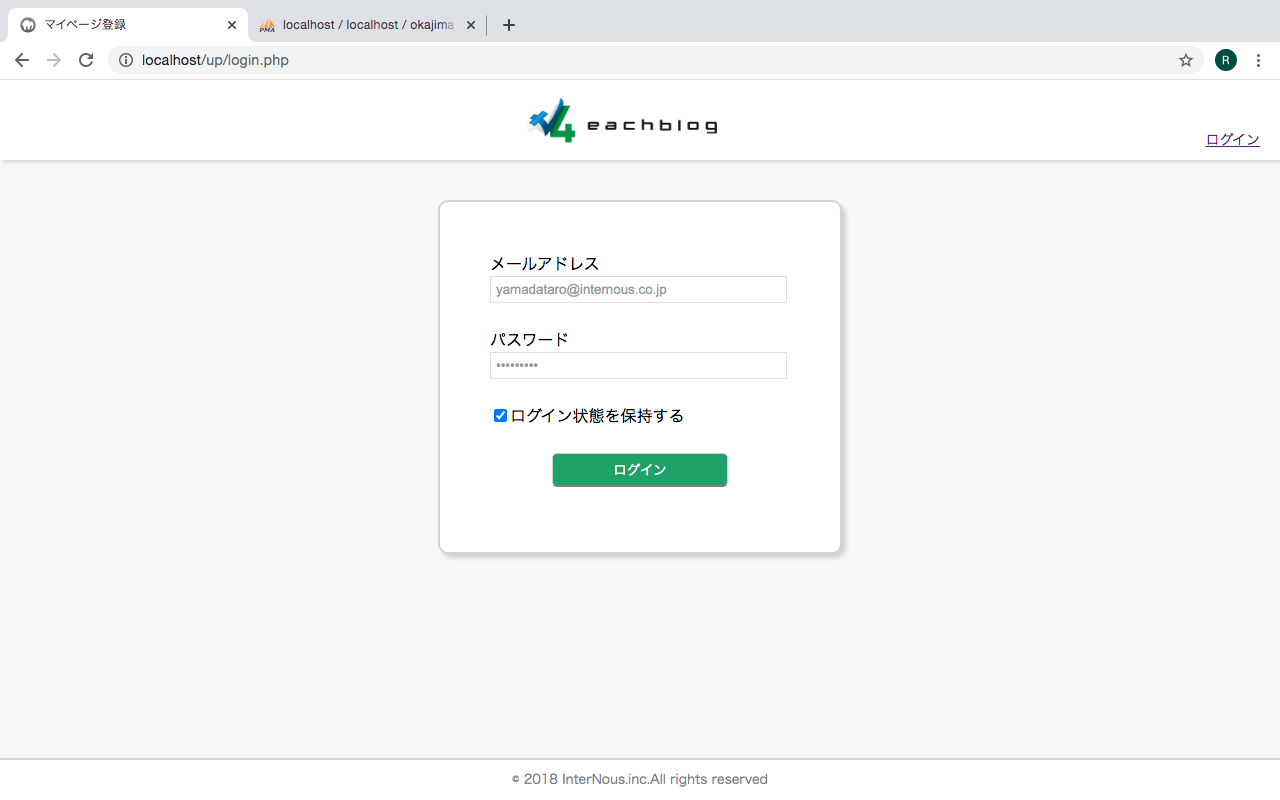 マイページ登録
localhost / localhost / okajima
localhost/up/login.php
R
4 eachblog
ログイン
メールアドレス
yamadataro@internous.co.jp
パスワード
•••••••••
ログイン状態を保持する
ログイン
© 2018 InterNous.inc.All rights reserved